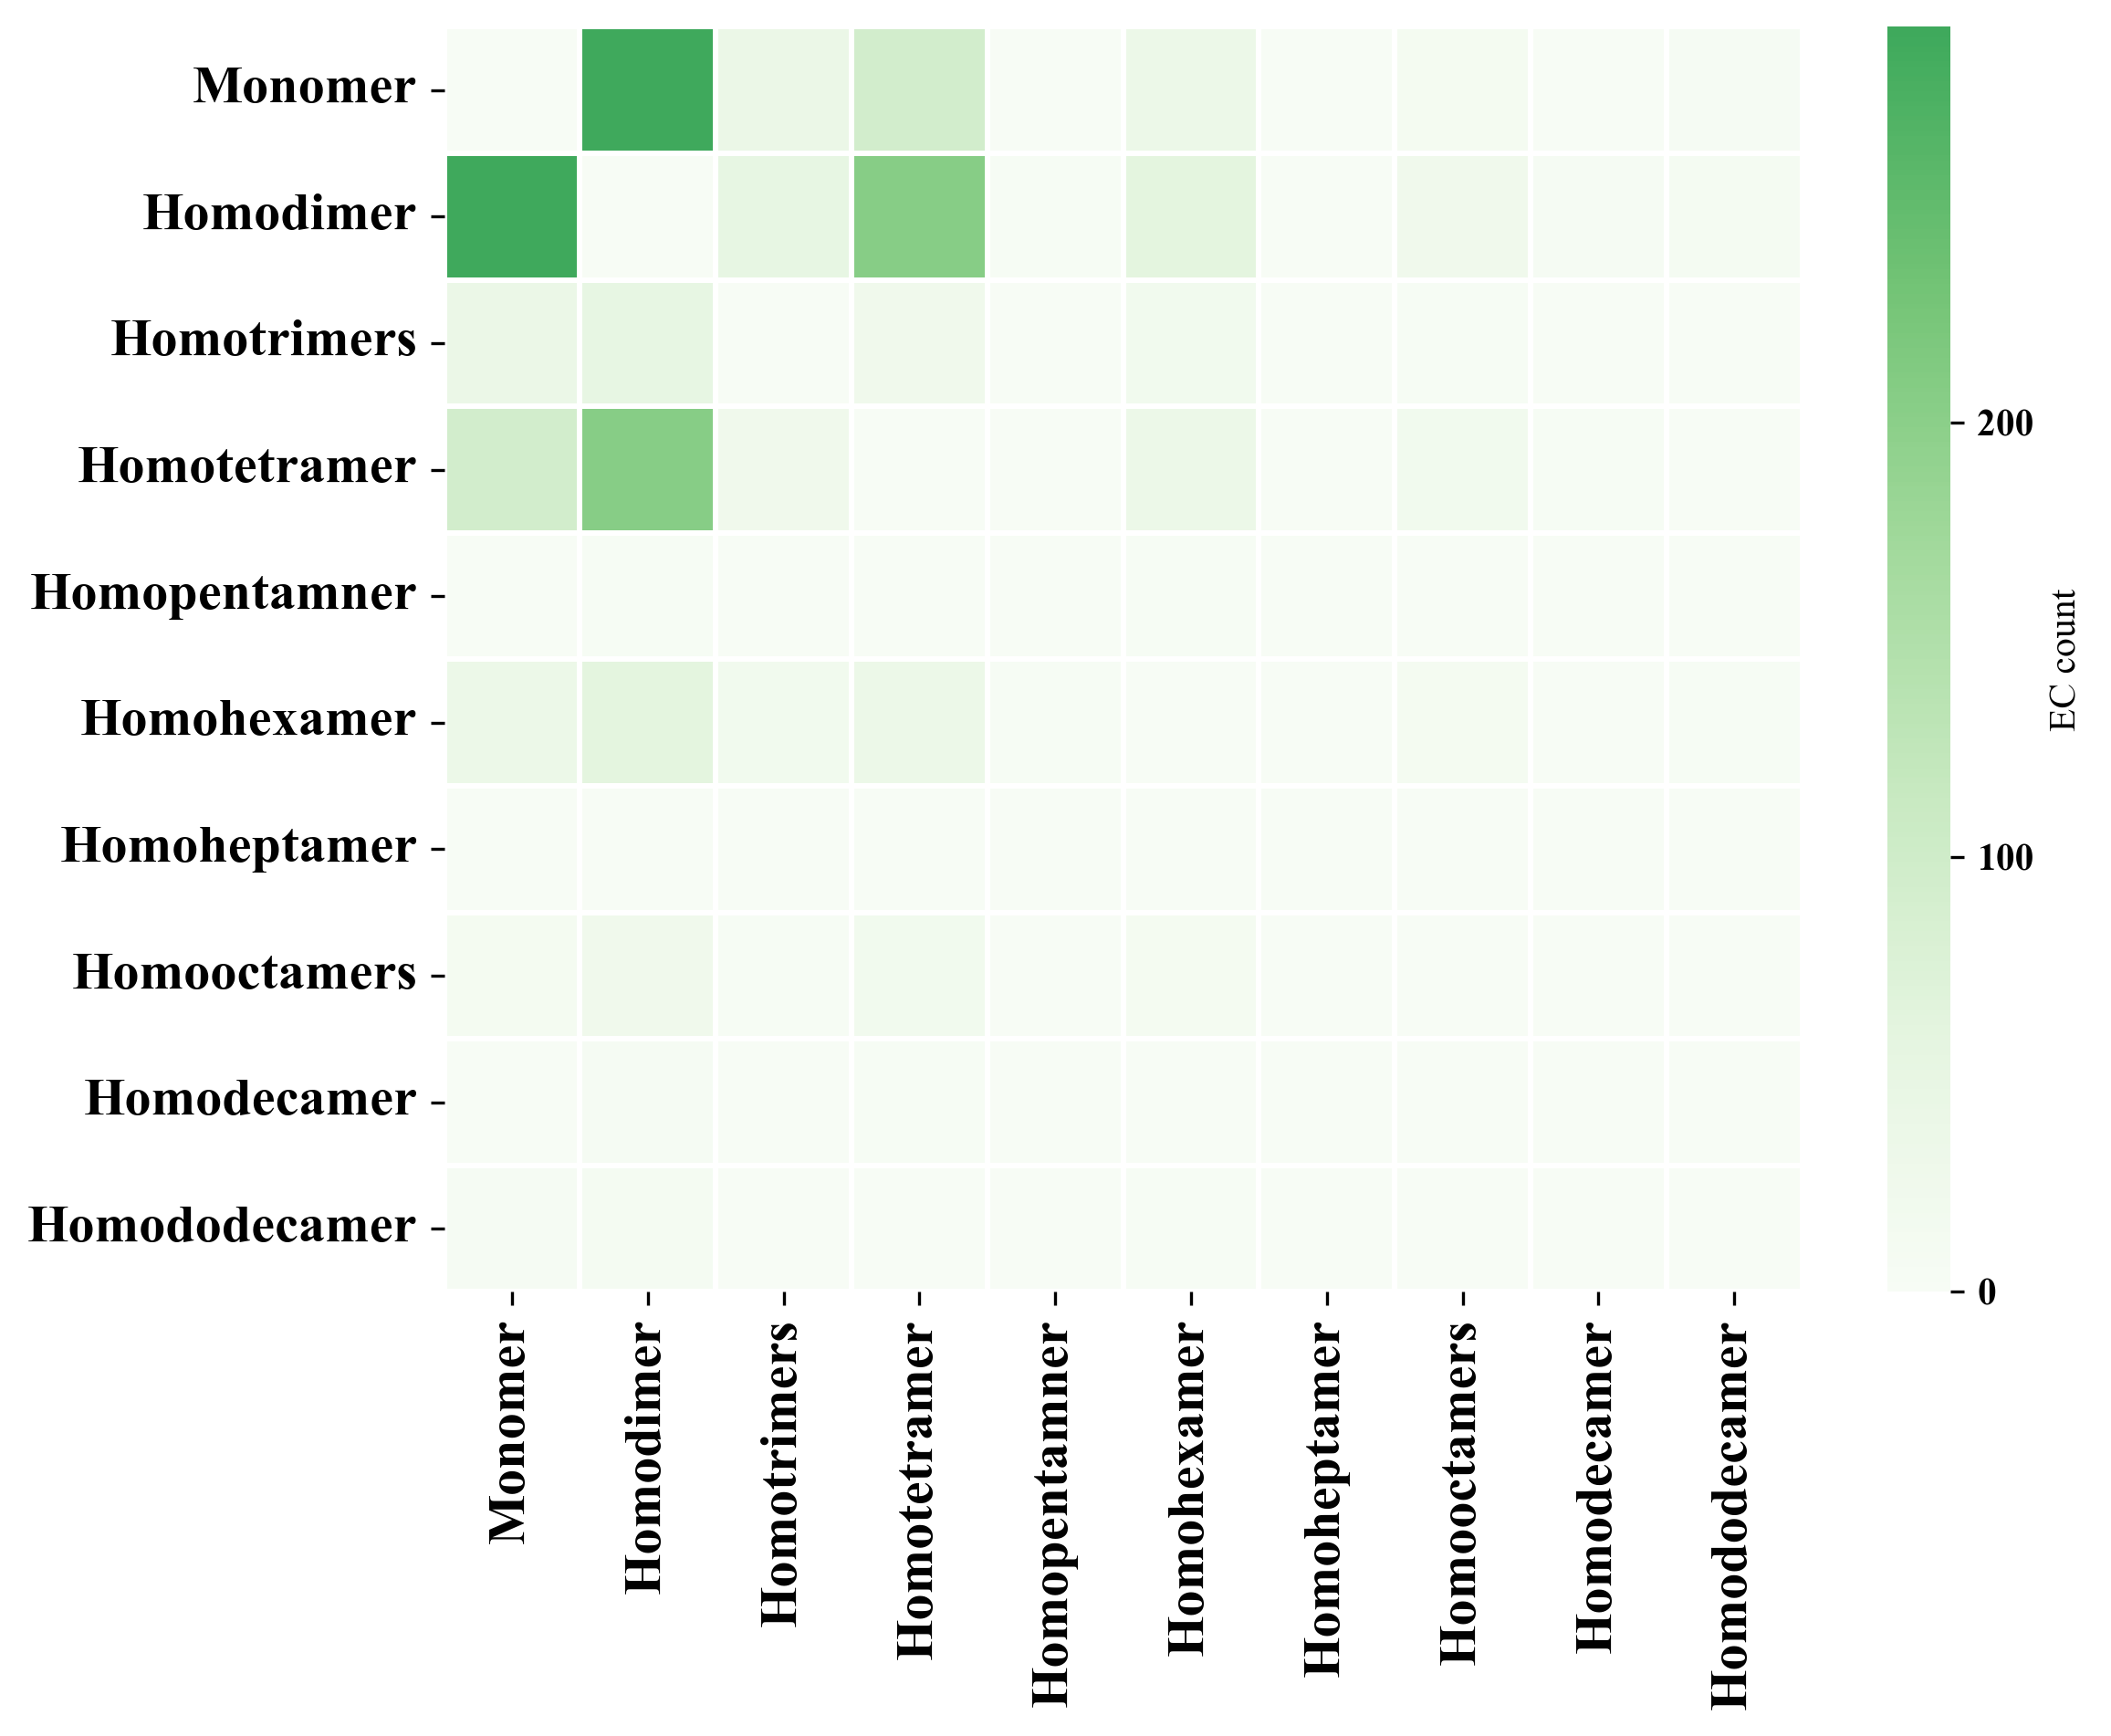 Monomer
Homodimer
Homotrimers
Homotetramer
Homopentamner
Homohexamer
Homoheptamer
Homooctamers
Homodecamer
Homododecamer
Monomer
Homodimer
Homotrimers
Homotetramer
Homopentamner
Homohexamer
Homoheptamer
Homooctamers
Homodecamer
Homododecamer
200
100
0
EC count